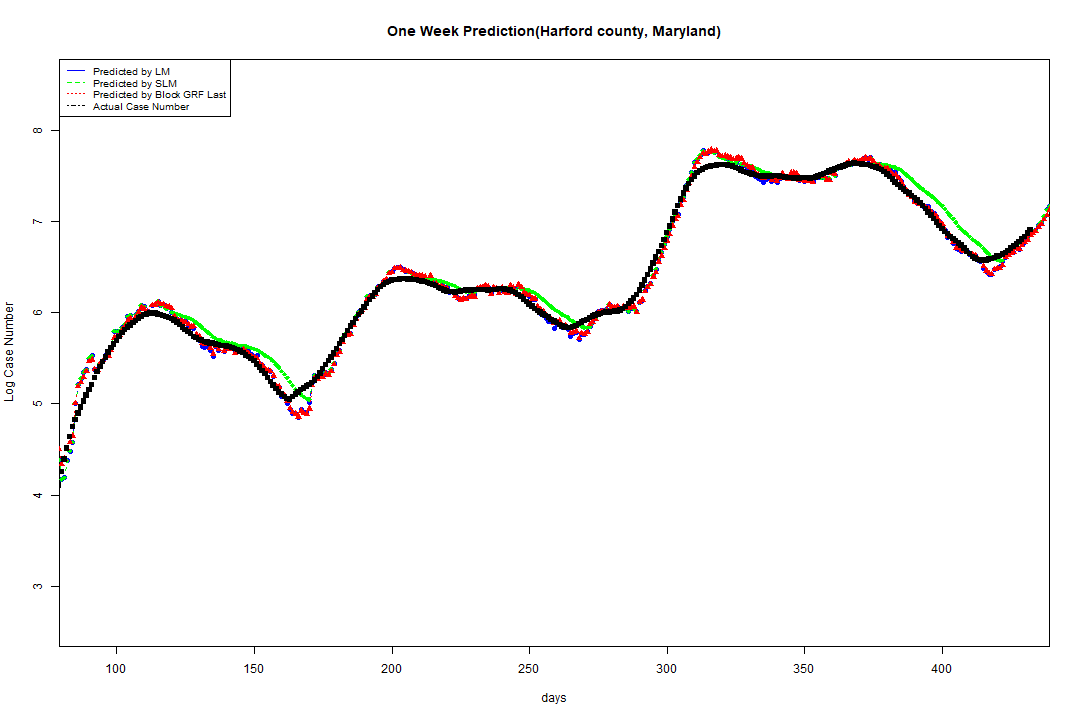 One Week Prediction(Harford county, Maryland)
Predicted by LM
Predicted by SLM
Predicted by Block GRF Last
Actual Case Number
8
7
6
5
4
3
Log Case Number
100 150 200 250 300 350 400
days